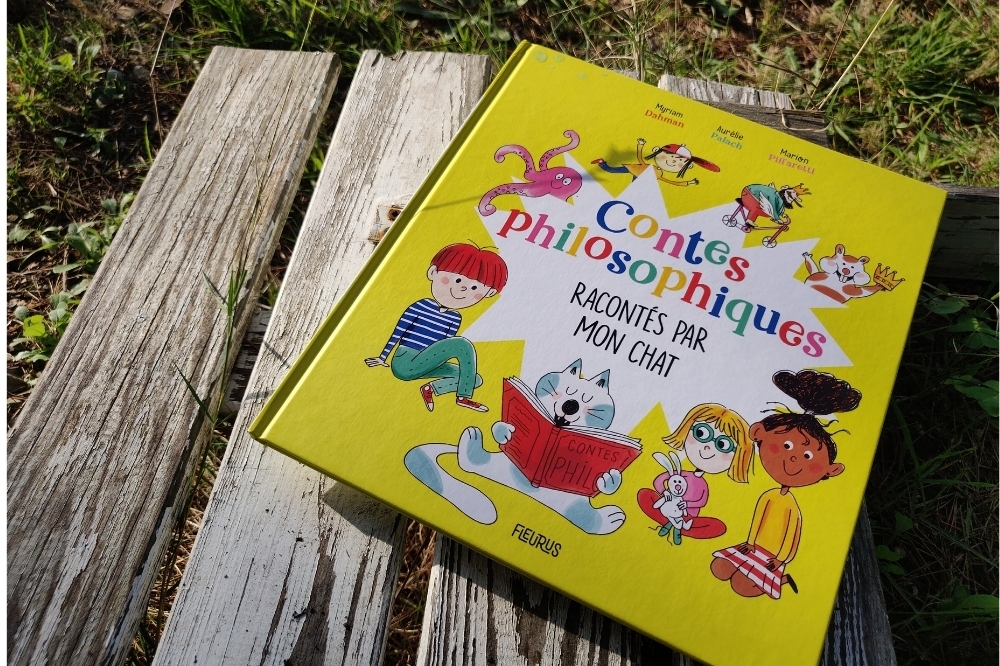 Myriam
Dahman
Aurélie
Palach
Marion
Piffaretti
Contes
philosophiques
RACONTÉS PAR
MON CHAT
CONTES
PHIL
FLEURUS